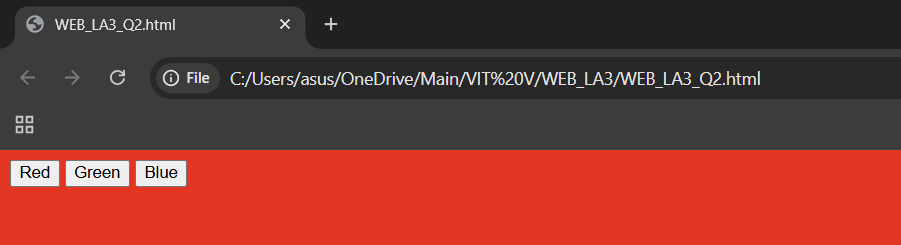 WEB_LA3_Q2.html
File C:/Users/asus/OneDrive/Main/VIT%20V/WEB_LA3/WEB_LA3_Q2.html
Red Green Blue